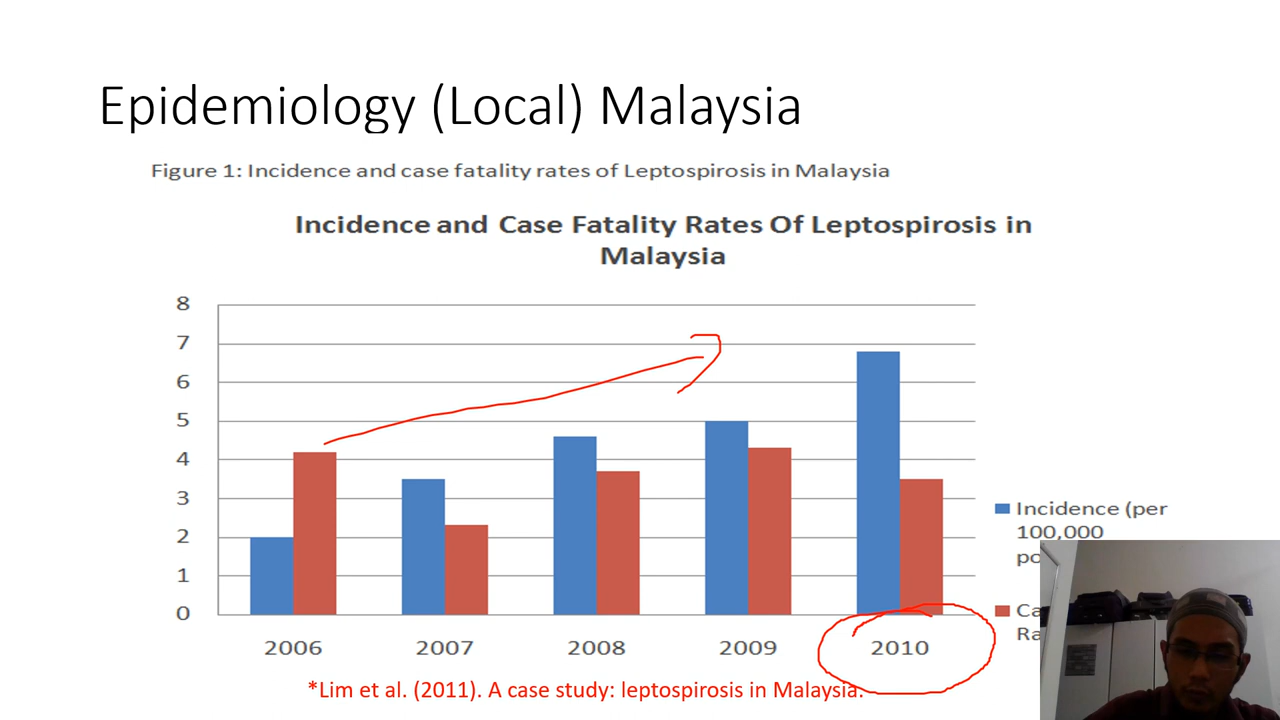 Epidemiology (Local) Malaysia
Figure 1: Incidence and case fatality rates of Leptospirosis in Malaysia
Incidence and Case Fatality Rates Of Leptospirosis in
Malaysia
8
7
6
5
4
3
2
1
0
2006 2007 2008 2009 2010
Incidence (per
100,000
*Lim et al. (2011). A case study: leptospirosis in Malaysia.